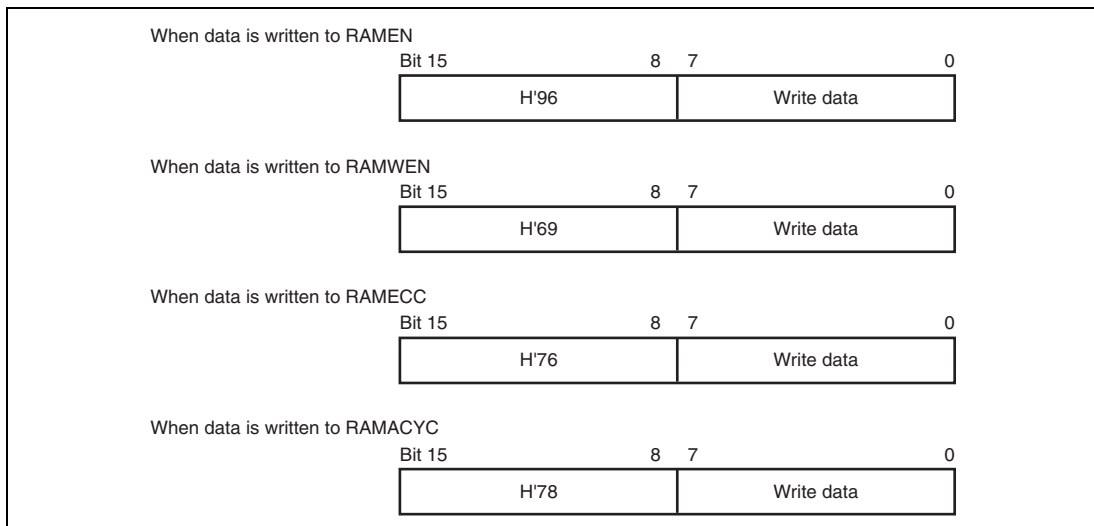 When data is written to RAMEN
Bit 15 8 7 0
H'96 Write data
When data is written to RAMWEN
Bit 15 8 7 0
H'69 Write data
When data is written to RAMECC
Bit 15 8 7 0
H'76 Write data
When data is written to RAMACYC
Bit 15 8 7 0
H'78 Write data